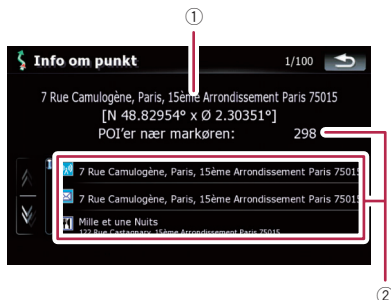 ①
Info om punkt 1/100
7 Rue Camulogène, Paris, 15ème Arrondissement Paris 75015
[N 48.82954° x Ø 2.30351°]
POI'er nær markøren: 298
7 Rue Camulogène, Paris, 15ème Arrondissement Paris 75015
7 Rue Camulogène, Paris, 15ème Arrondissement Paris 75015
Mille et une Nuits
122 Rue Castagnary, 15ème Arrondissement Paris 75015
②